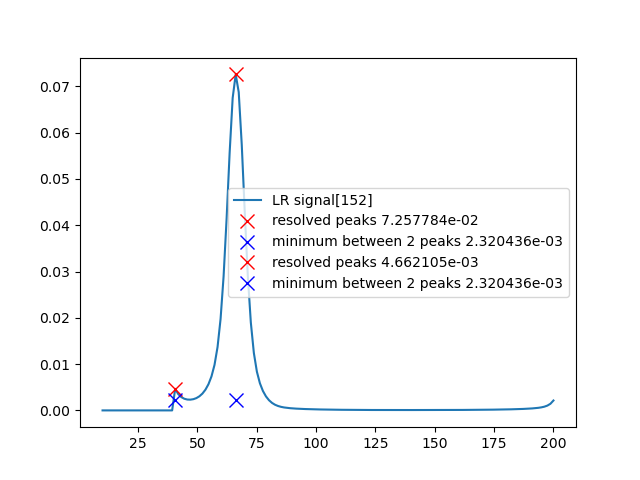 0.07
0.06
0.05
0.04
0.03
0.02
0.01
0.00
LR signal[152]
resolved peaks 7.257784e-02
minimum between 2 peaks 2.320436e-03
resolved peaks 4.662105e-03
minimum between 2 peaks 2.320436e-03
25 50 75 100 125 150 175 200